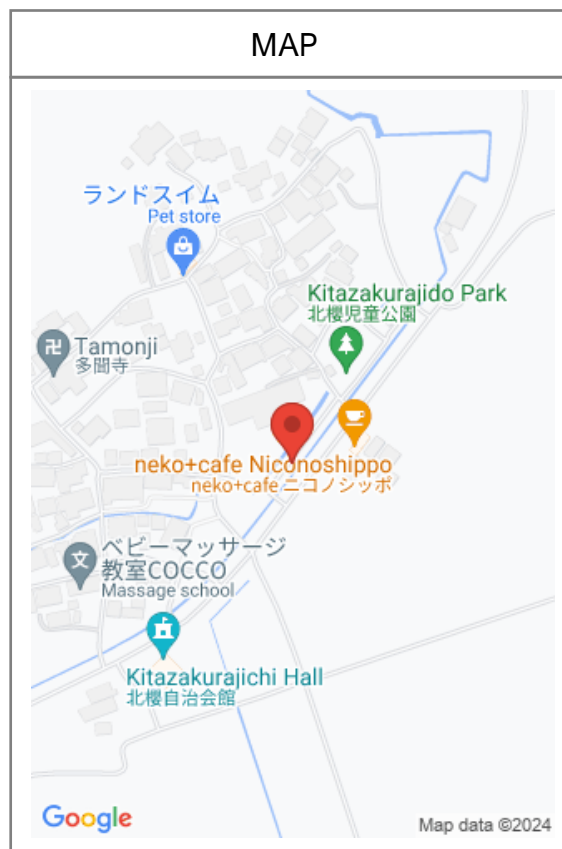 MAP
ランドスイム
Pet store
Kitazakurajido Park
北櫻児童公園
卍
Tamonji
多聞寺
neko+cafe Niconoshippo
neko+cafe ニコノシッポ
ベビーマッサージ
文
教室COCCO
Massage school
Kitazakurajichi Hall
北櫻自治会館
Google
Map data ©2024